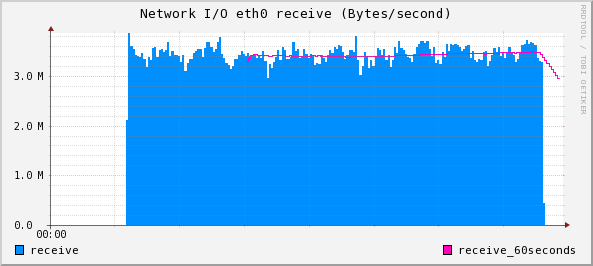 Network I/O eth0 receive (Bytes/second)
RRDTOOL / TOBI OETIKER
3.0 M
2.0 M
1.0 M
0.0
00:00
receive
receive_60seconds